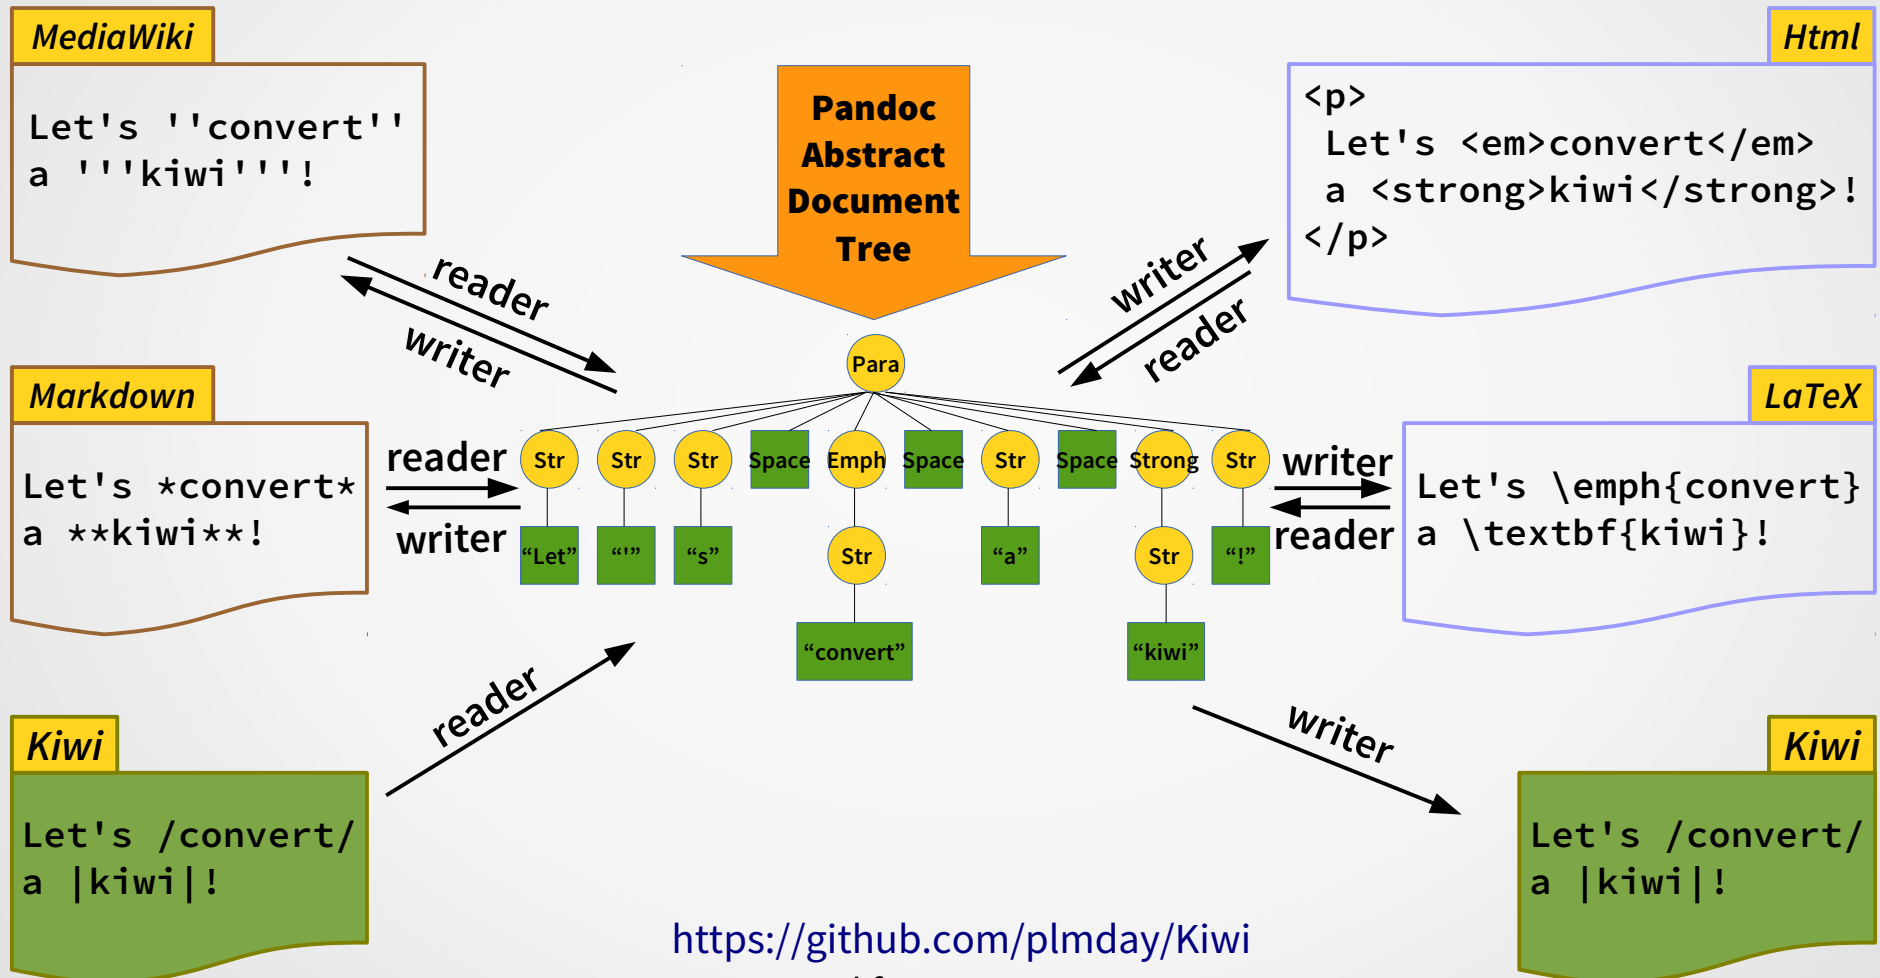 MediaWiki
Let's ''convert''
a '''kiwi'''!
Pandoc
Abstract
Document
Tree
Html
<p>
Let's <em>convert</em>
a <strong>kiwi</strong>!
</p>
reader
writer
writer
reader
Markdown
Let's *convert*
a **kiwi**!
reader
writer
Para
Str Str Str Space Emph Space Str Space Strong Str
“Let” “'” “s” Str “a” Str “!”
“convert” “kiwi”
writer
reader
LaTeX
Let's \emph{convert}
a \textbf{kiwi}!
reader
writer
Kiwi
Let's /convert/
a |kiwi|!
Kiwi
Let's /convert/
a |kiwi|!
https://github.com/plmday/Kiwi